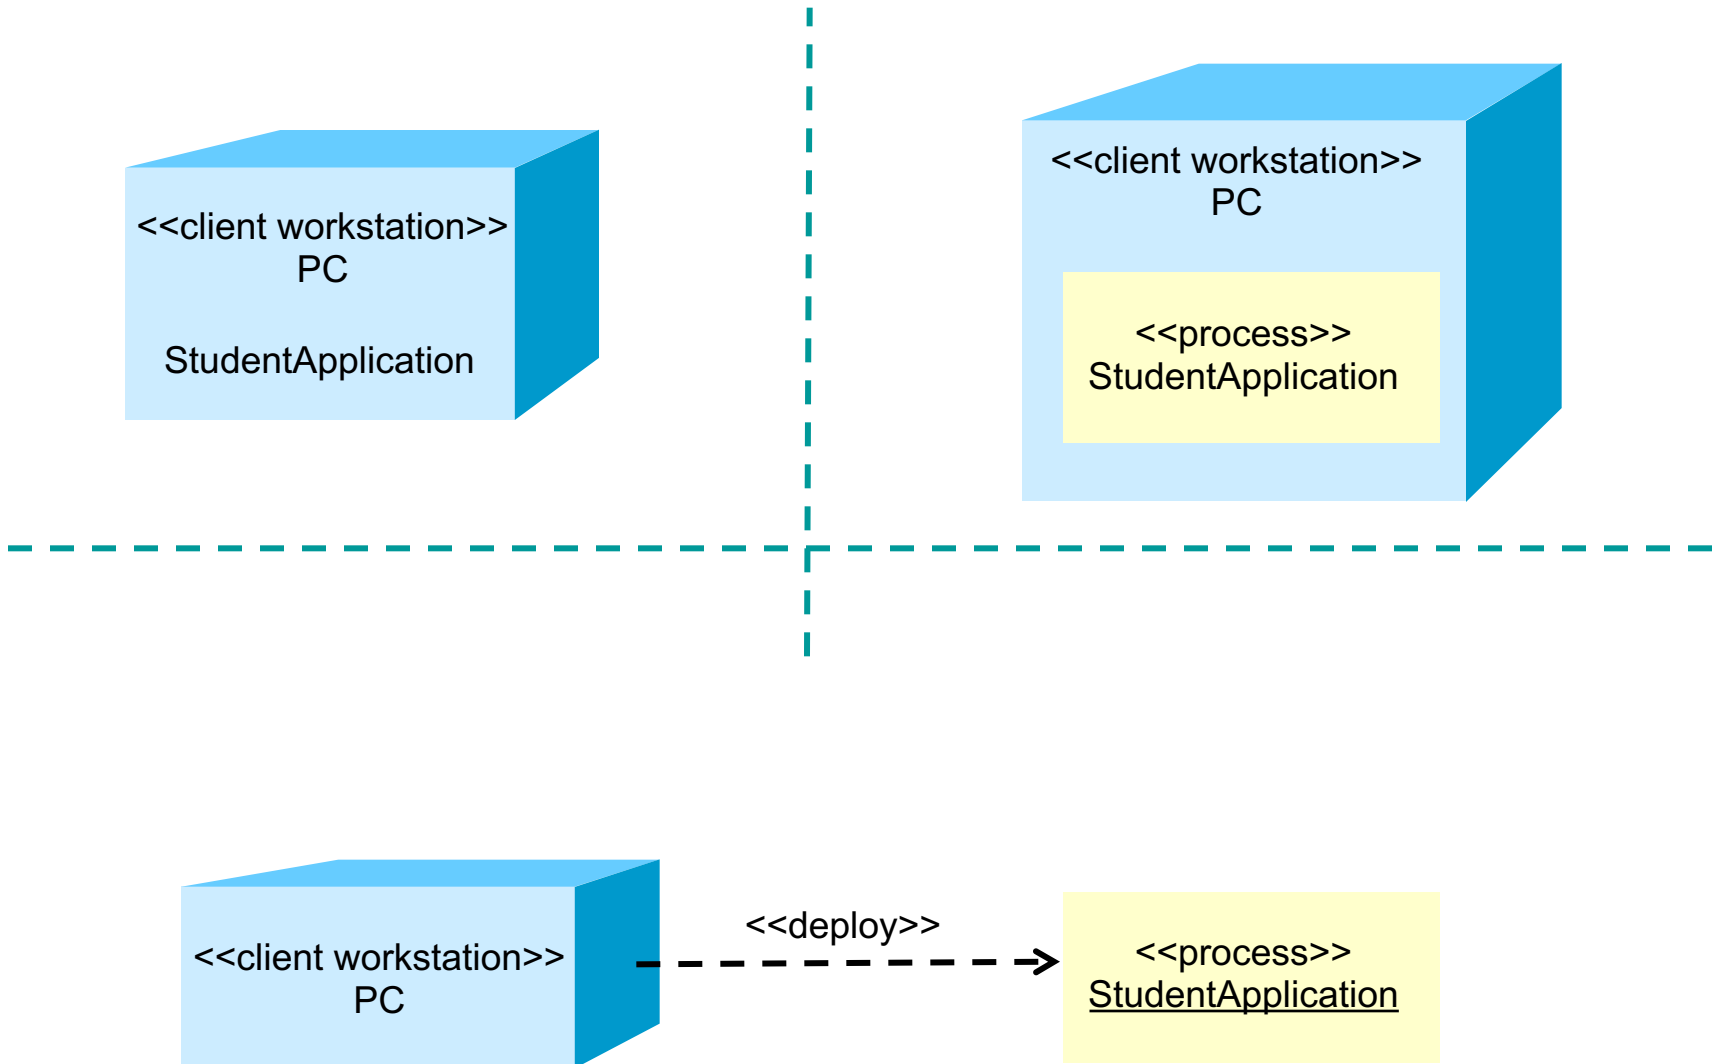 <<client workstation>>
PC
StudentApplication
<<client workstation>>
PC
<<process>>
StudentApplication
<<client workstation>>
PC
<<deploy>>
<<process>>
StudentApplication